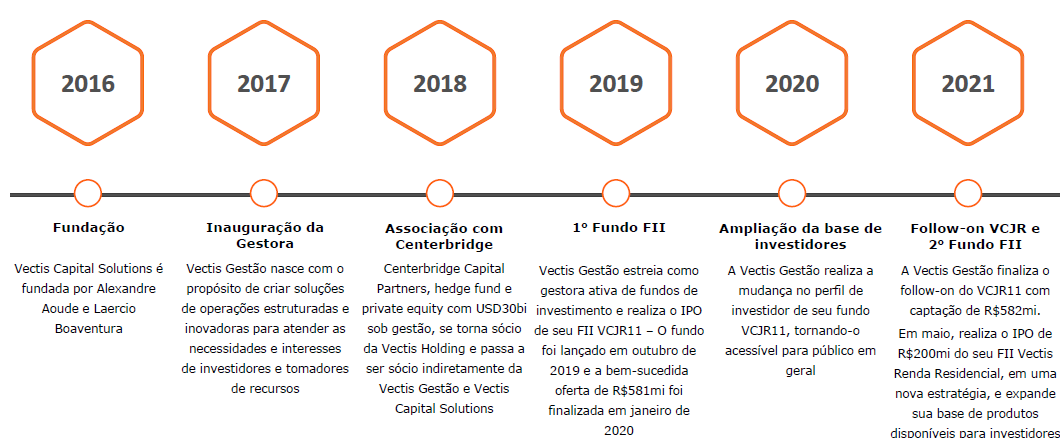 2016
2017
2018
2019
2020
2021
Fundação
Vectis Capital Solutions é
fundada por Alexandre
Aoude e Laercio
Boaventura
Inauguração da
Gestora
Vectis Gestão nasce com o
propósito de criar soluções
de operações estruturadas e
inovadoras para atender as
necessidades e interesses
de investidores e tomadores
de recursos
Associação com
Centerbridge
Centerbridge Capital
Partners, hedge fund e
private equity com USD30bi
sob gestão, se torna sócio
da Vectis Holding e passa a
ser sócio indiretamente da
Vectis Gestão e Vectis
Capital Solutions
1º Fundo FII
Vectis Gestão estreia como
gestora ativa de fundos de
investimento e realiza o IPO
de seu FII VCJR11 – O fundo
foi lançado em outubro de
2019 e a bem-sucedida
oferta de R$581mi foi
finalizada em janeiro de
2020
Ampliação da base de
investidores
A Vectis Gestão realiza a
mudança no perfil de
investidor de seu fundo
VCJR11, tornando-o
acessível para público em
geral
Follow-on VCJR e
2º Fundo FII
A Vectis Gestão finaliza o
follow-on do VCJR11 com
captação de R$582mi.
Em maio, realiza o IPO de
R$200mi do seu FII Vectis
Renda Residencial, em uma
nova estratégia, e expande
sua base de produtos
disponíveis para investidores